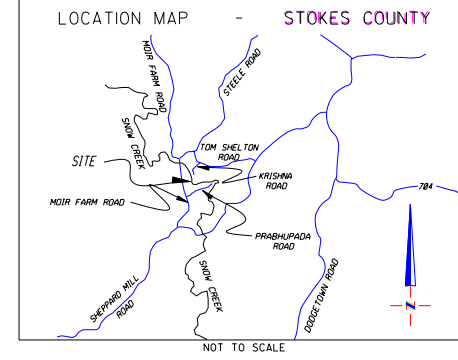 LOCATION MAP - STOKES COUNTY
MOIR FARM ROAD
STEELE ROAD
SNOW CREEK
TOM SHELTON
ROAD
SITE
KRISHNA
ROAD
MOIR FARM ROAD
704
PRABHUPADA
ROAD
SNOW CREEK
SHEPPARD MILL
ROAD
DODGETOWN ROAD
N
NOT TO SCALE